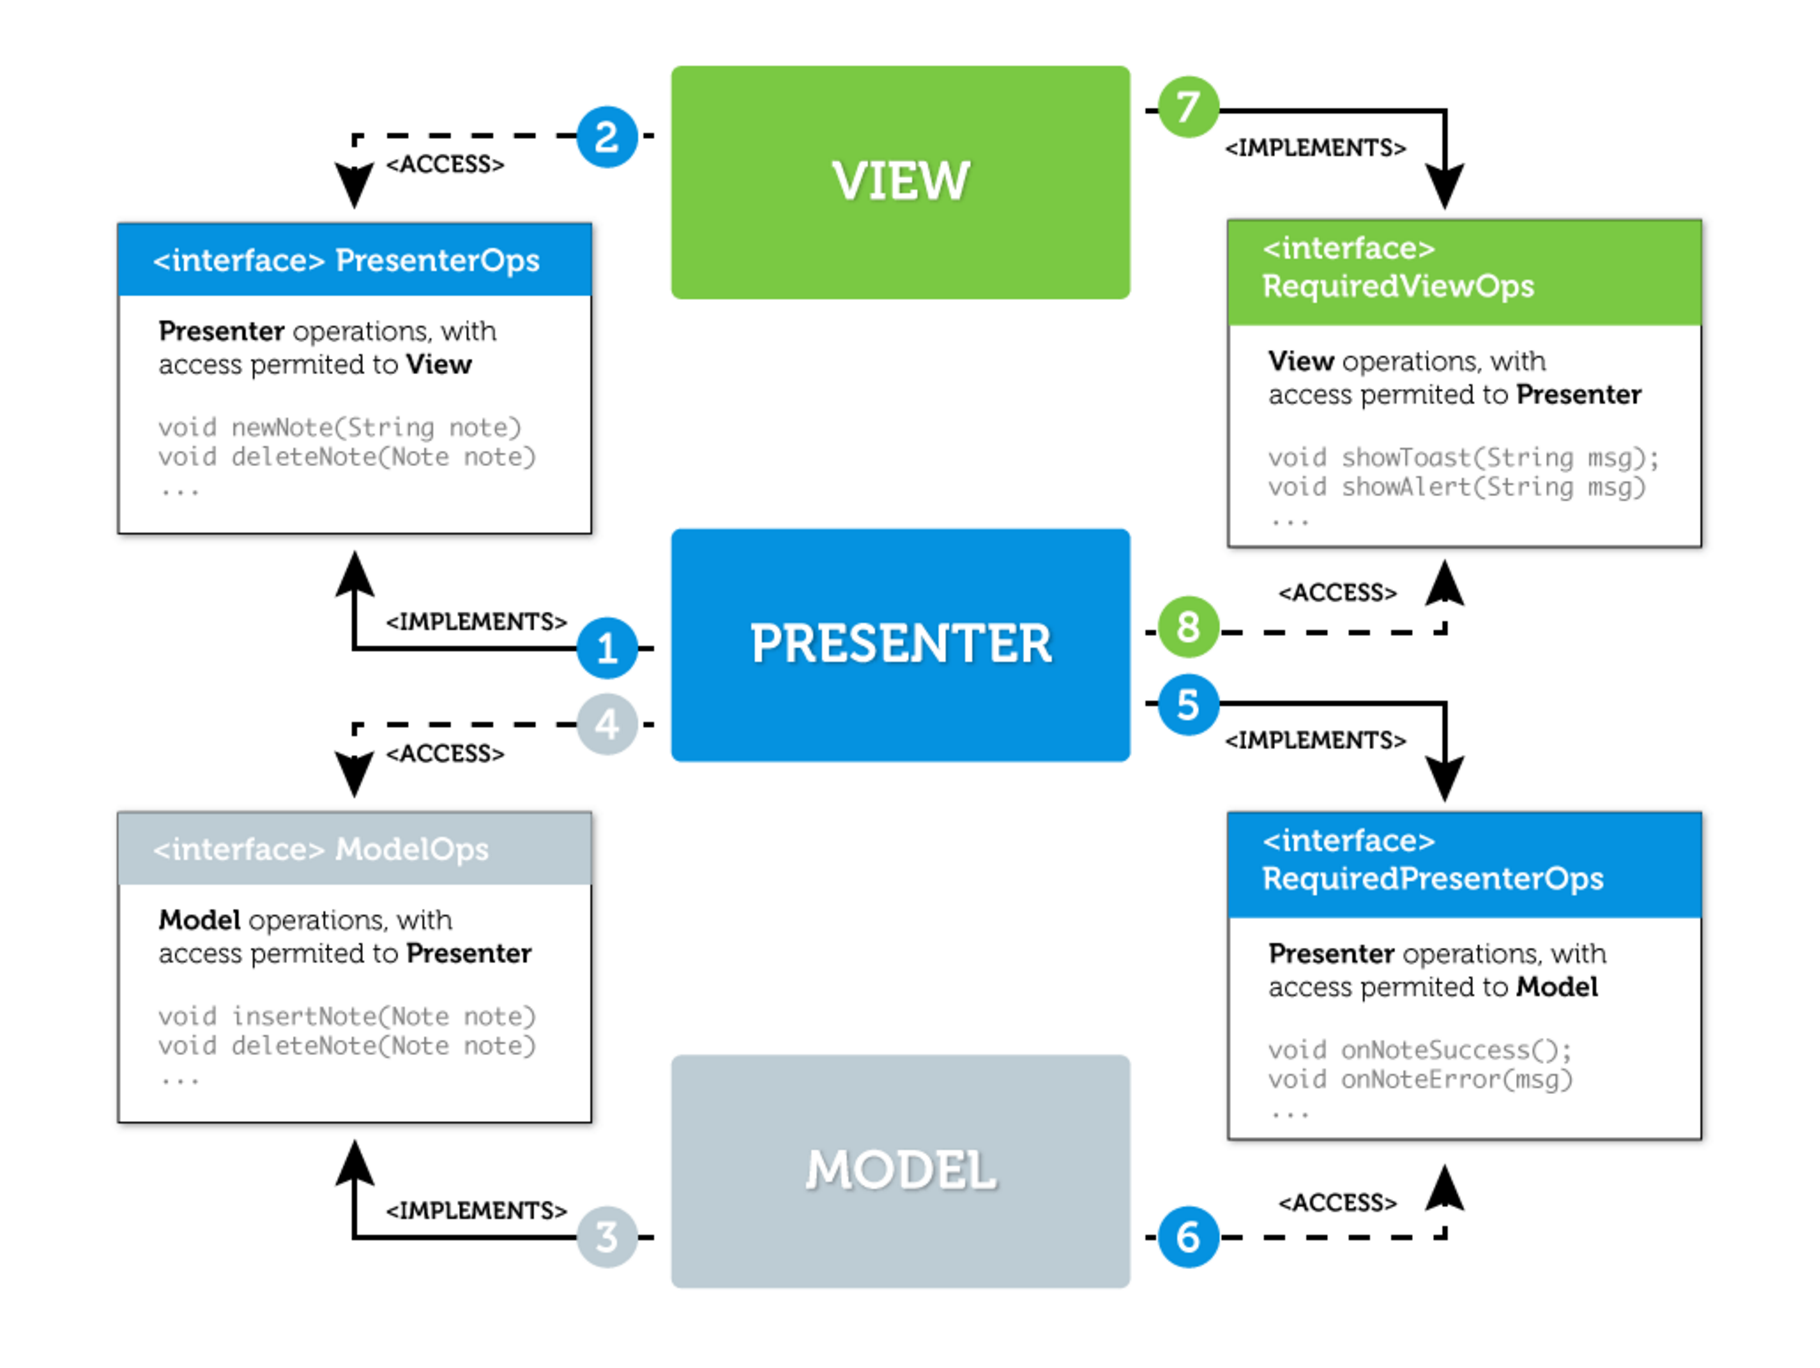 VIEW
2
<ACCESS>
7
<IMPLEMENTS>
<interface> PresenterOps
Presenter operations, with
access permited to View
void newNote(String note)
void deleteNote(Note note)
...
<interface>
RequiredViewOps
View operations, with
access permited to Presenter
void showToast(String msg);
void showAlert(String msg)
...
PRESENTER
<IMPLEMENTS>
1
4
<ACCESS>
<ACCESS>
8
5
<IMPLEMENTS>
<interface> ModelOps
Model operations, with
access permited to Presenter
void insertNote(Note note)
void deleteNote(Note note)
...
<interface>
RequiredPresenterOps
Presenter operations, with
access permited to Model
void onNoteSuccess();
void onNoteError(msg)
...
MODEL
<IMPLEMENTS>
3
<ACCESS>
6